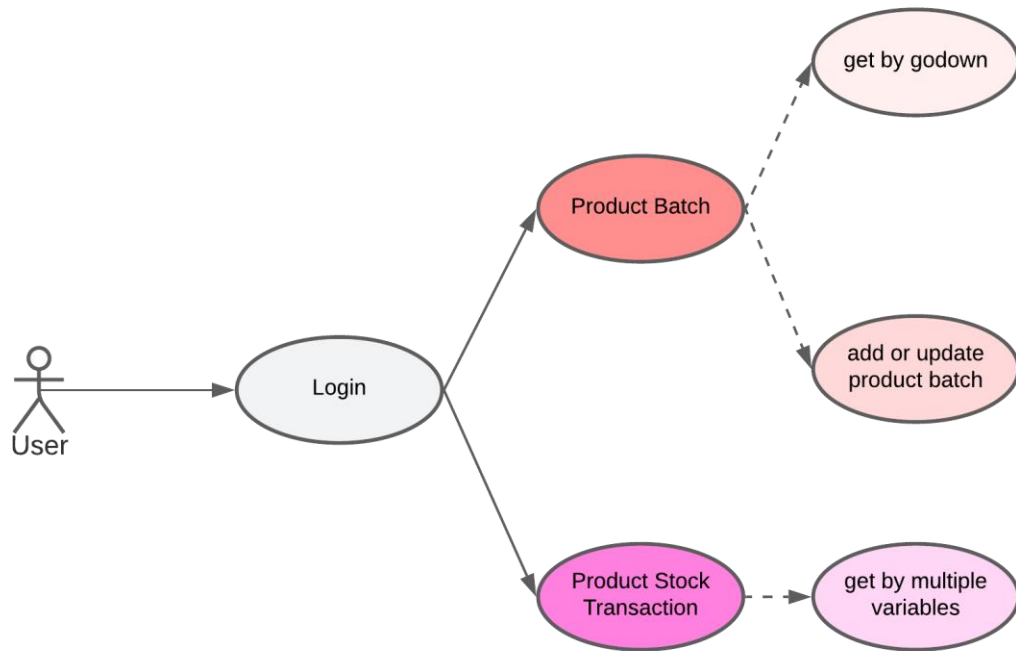 get by godown
Product Batch
add or update
product batch
Login
User
Product Stock
Transaction
get by multiple
variables